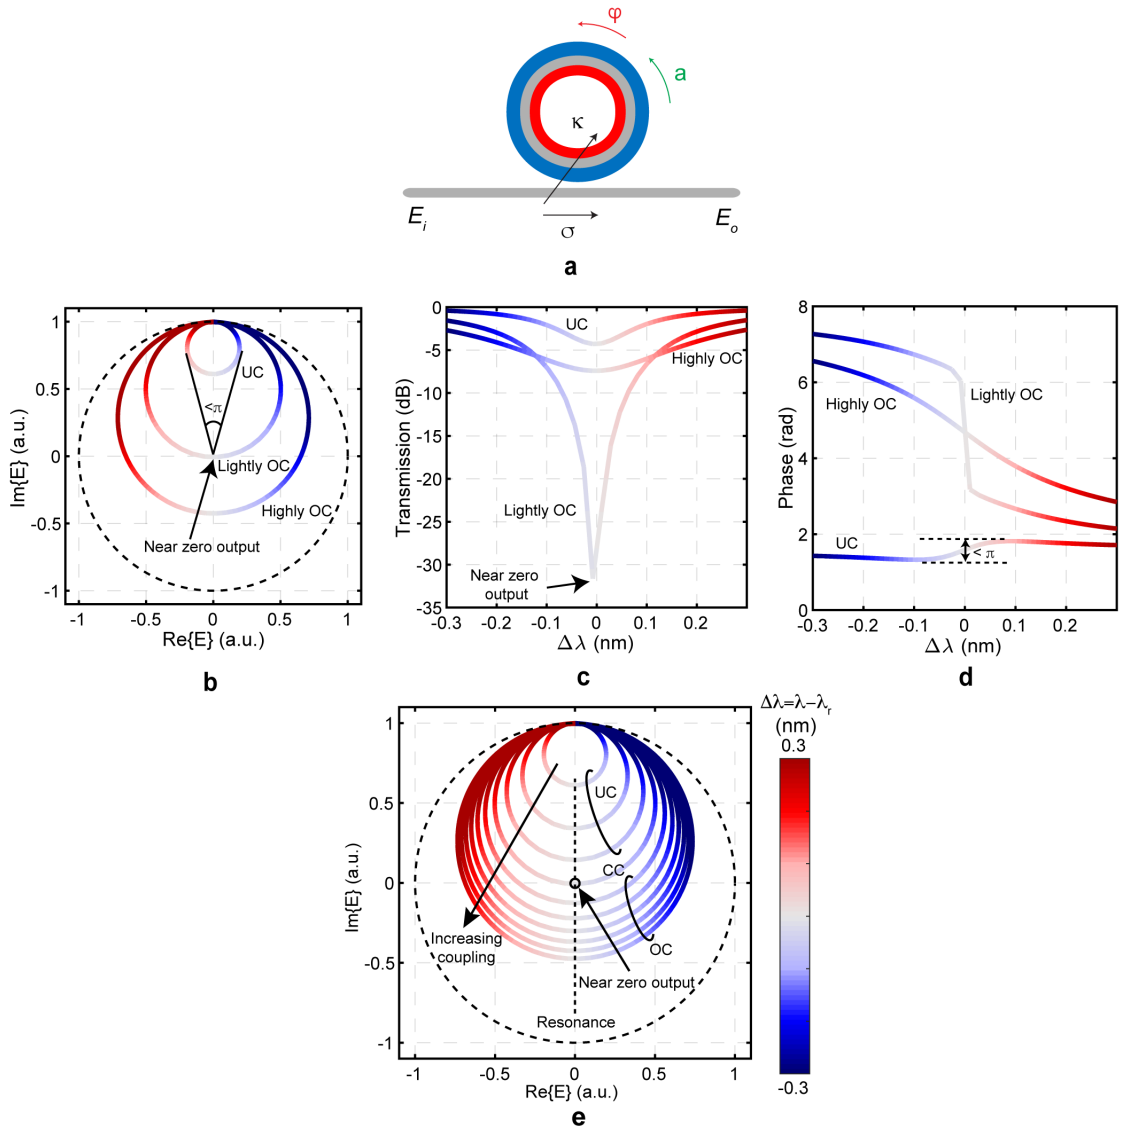 φ
a
κ
E_i
E_o
σ
a
1
0.5
0
-0.5
-1
Im{E} (a.u.)
UC
<π
Lightly OC
Highly OC
Near zero output
-1
-0.5
0
0.5
1
Re{E} (a.u.)
b
0
-5
-10
-15
-20
-25
-30
-35
Transmission (dB)
UC
Highly OC
Lightly OC
Near zero
output
-0.3
-0.2
-0.1
0
0.1
0.2
Δλ (nm)
c
8
6
4
2
0
Phase (rad)
Lightly OC
Highly OC
UC
< π
-0.3
-0.2
-0.1
0
0.1
0.2
Δλ (nm)
d
1
0.5
0
-0.5
-1
Im{E} (a.u.)
UC
CC
OC
Increasing
coupling
Near zero output
Resonance
-1
-0.5
0
0.5
1
Re{E} (a.u.)
e
Δλ=λ−λ_r
(nm)
0.3
-0.3